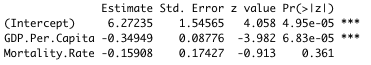 Estimate Std. Error z value Pr(>|z|)
(Intercept) 6.27235 1.54565 4.058 4.95e-05 ***
GDP.Per.Capita -0.34949 0.08776 -3.982 6.83e-05 ***
Mortality.Rate -0.15908 0.17427 -0.913 0.361